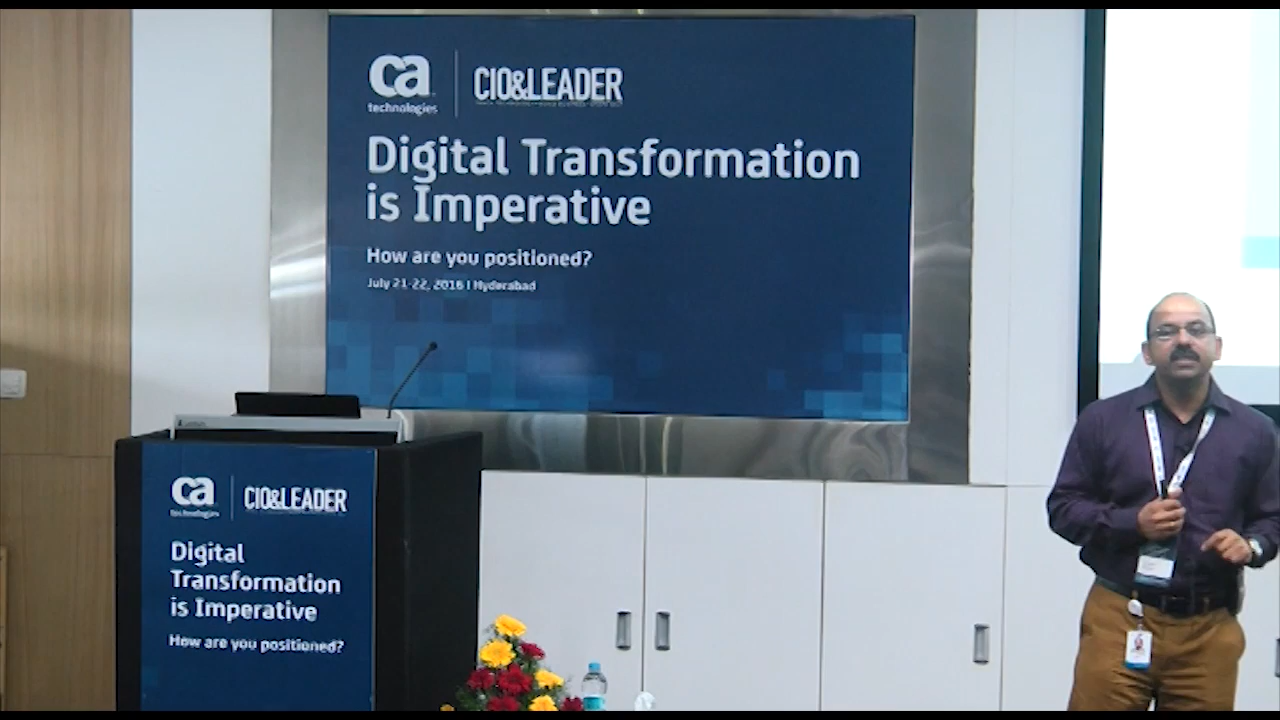 ca
technologies
CIO&LEADER
Digital Transformation
is Imperative
How are you positioned?
July 21-22, 2016 | Hyderabad
ca
technologies
CIO&LEADER
Digital
Transformation
is Imperative
How are you positioned?